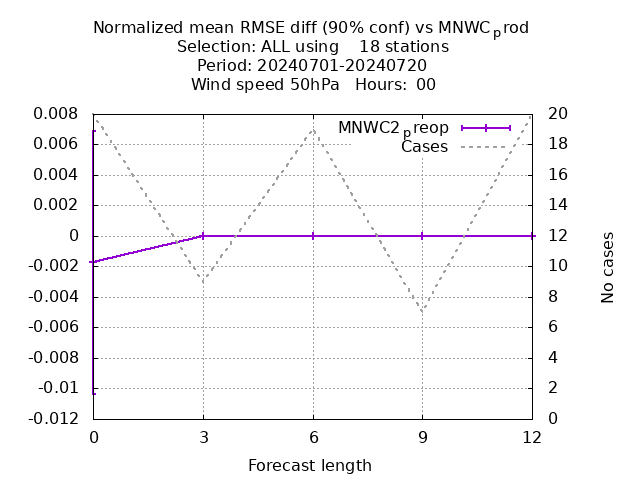 Normalized mean RMSE diff (90% conf) vs MNWCprod
Selection: ALL using    18 stations
Period: 20240701-20240720
Wind speed 50hPa   Hours: 00
MNWC2preop
Cases
0.008
0.006
0.004
0.002
0
-0.002
-0.004
-0.006
-0.008
-0.01
-0.012
20
18
16
14
12
10
8
6
4
2
0
No cases
0 3 6 9 12
Forecast length